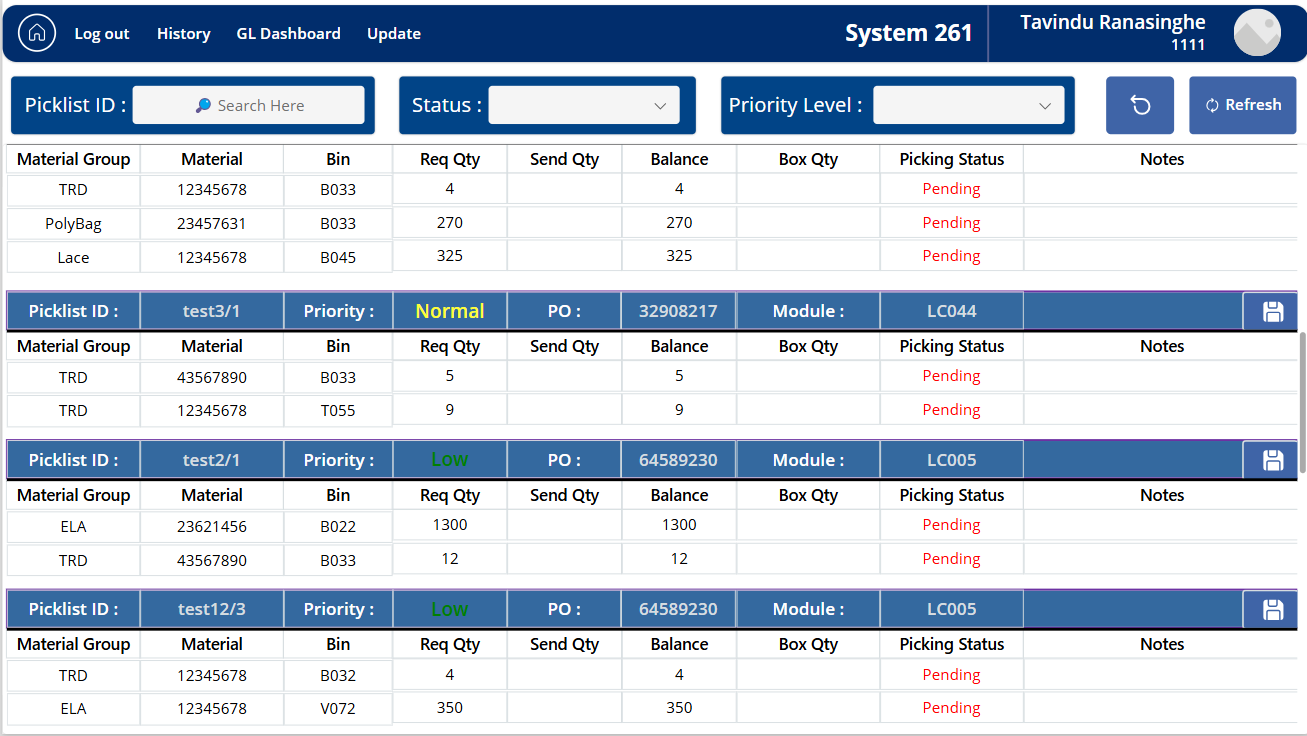 Log out History GL Dashboard Update System 261 Tavindu Ranasinghe
1111
Picklist ID : 🔎 Search Here Status : Priority Level : Refresh
Material Group Material Bin Req Qty Send Qty Balance Box Qty Picking Status Notes
TRD 12345678 B033 4 4 Pending
PolyBag 23457631 B033 270 270 Pending
Lace 12345678 B045 325 325 Pending
Picklist ID : test3/1 Priority : Normal PO : 32908217 Module : LC044
Material Group Material Bin Req Qty Send Qty Balance Box Qty Picking Status Notes
TRD 43567890 B033 5 5 Pending
TRD 12345678 T055 9 9 Pending
Picklist ID : test2/1 Priority : Low PO : 64589230 Module : LC005
Material Group Material Bin Req Qty Send Qty Balance Box Qty Picking Status Notes
ELA 23621456 B022 1300 1300 Pending
TRD 43567890 B033 12 12 Pending
Picklist ID : test12/3 Priority : Low PO : 64589230 Module : LC005
Material Group Material Bin Req Qty Send Qty Balance Box Qty Picking Status Notes
TRD 12345678 B032 4 4 Pending
ELA 12345678 V072 350 350 Pending